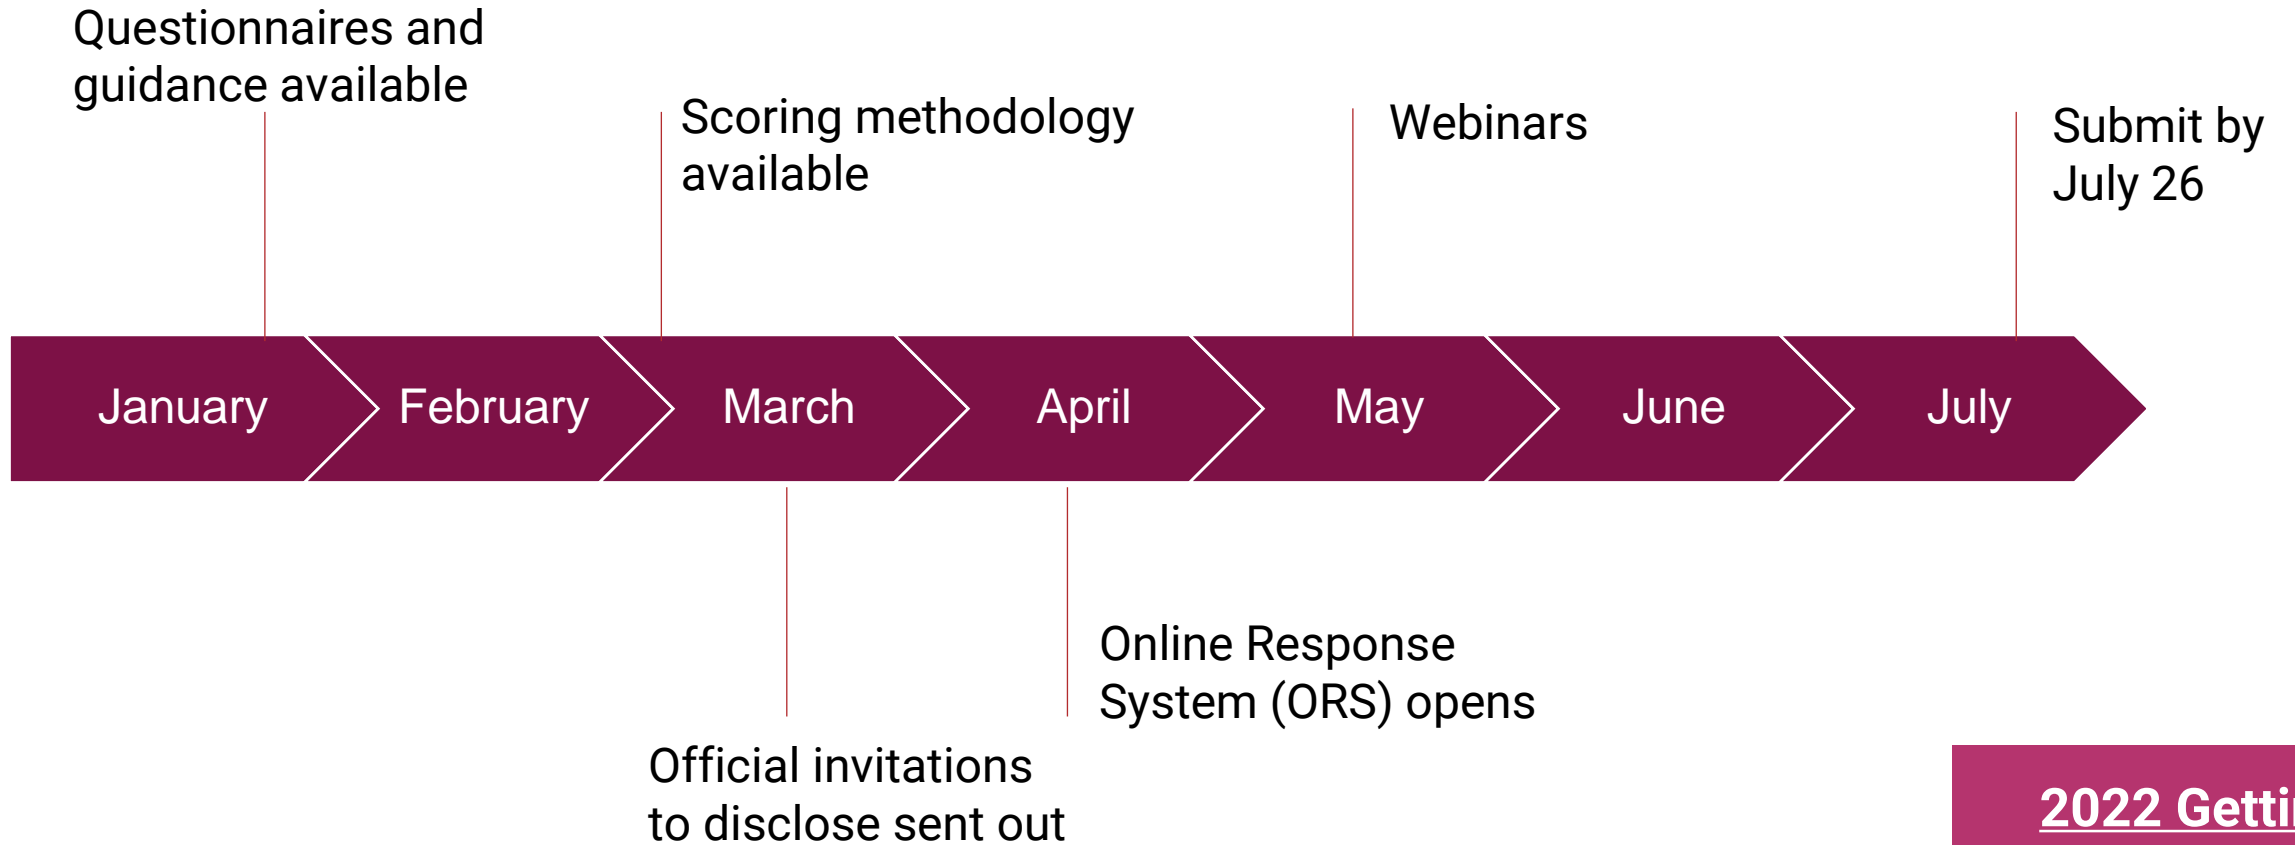 Questionnaires and
guidance available
Scoring methodology
available
Webinars
Submit by
July 26
January
February
March
April
May
June
July
Online Response
System (ORS) opens
Official invitations
to disclose sent out
2022